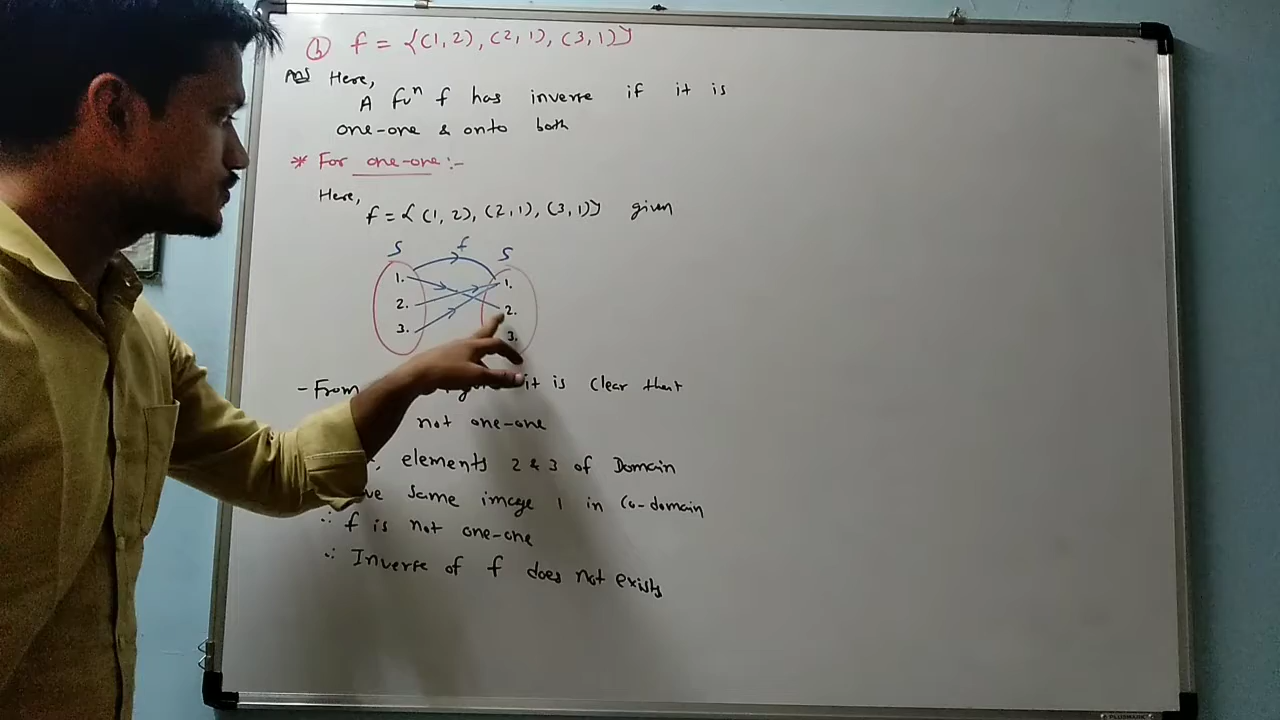 (b) f = {(1, 2), (2, 1), (3, 1)}
Ans Here,
A fuⁿ f has inverse if it is
one-one & onto both
* For one-one :-
Here,
f = { (1, 2), (2, 1), (3, 1)} given
S f S
1. 1.
2. 2.
3. 3.
- From it is clear that
not one-one
elements 2 & 3 of Domain
same image 1 in Co-domain
∴ f is not one-one
∴ Inverse of f does not exists